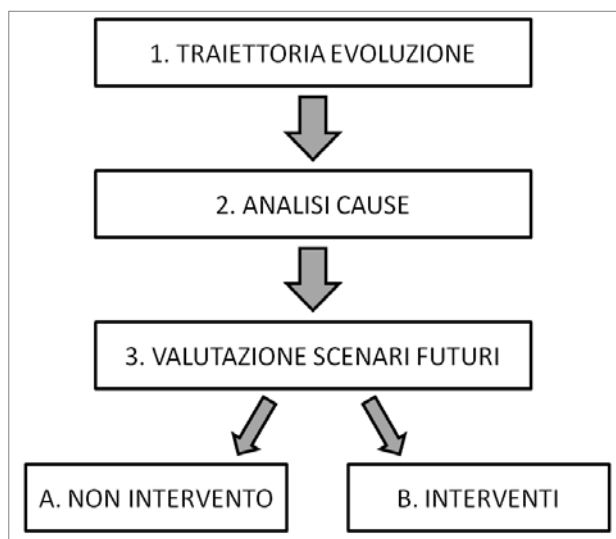 1. TRAIETTORIA EVOLUZIONE
2. ANALISI CAUSE
3. VALUTAZIONE SCENARI FUTURI
A. NON INTERVENTO
B. INTERVENTI